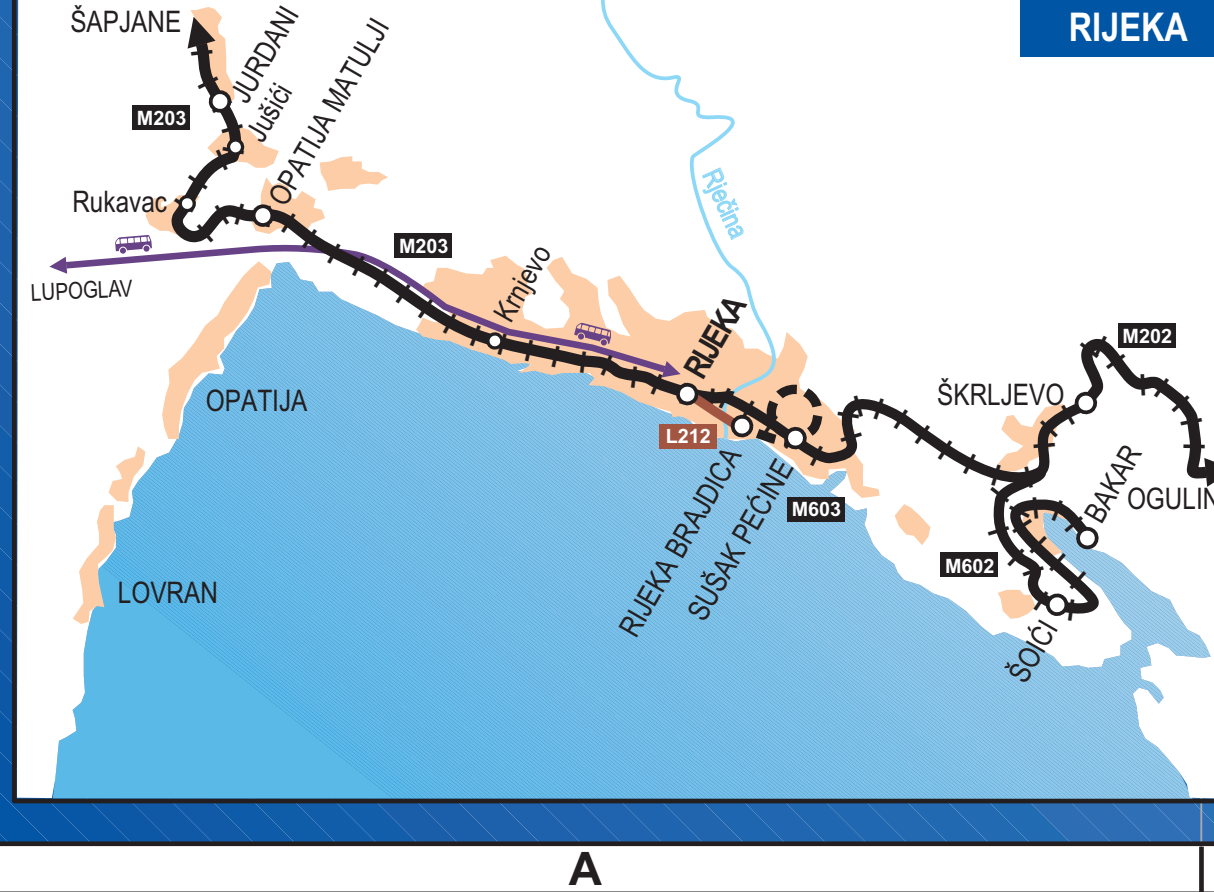 ŠAPJANE
RIJEKA
JURDANI
Jušići
OPATIJA MATULJI
M203
Rječina
Rukavac
M203
LUPOGLAV
Krnjevo
RIJEKA
M202
ŠKRLJEVO
OPATIJA
L212
BAKAR
OGULIN
RIJEKA BRAJDICA
SUŠAK PEĆINE
M603
M602
LOVRAN
ŠOIĆI
A